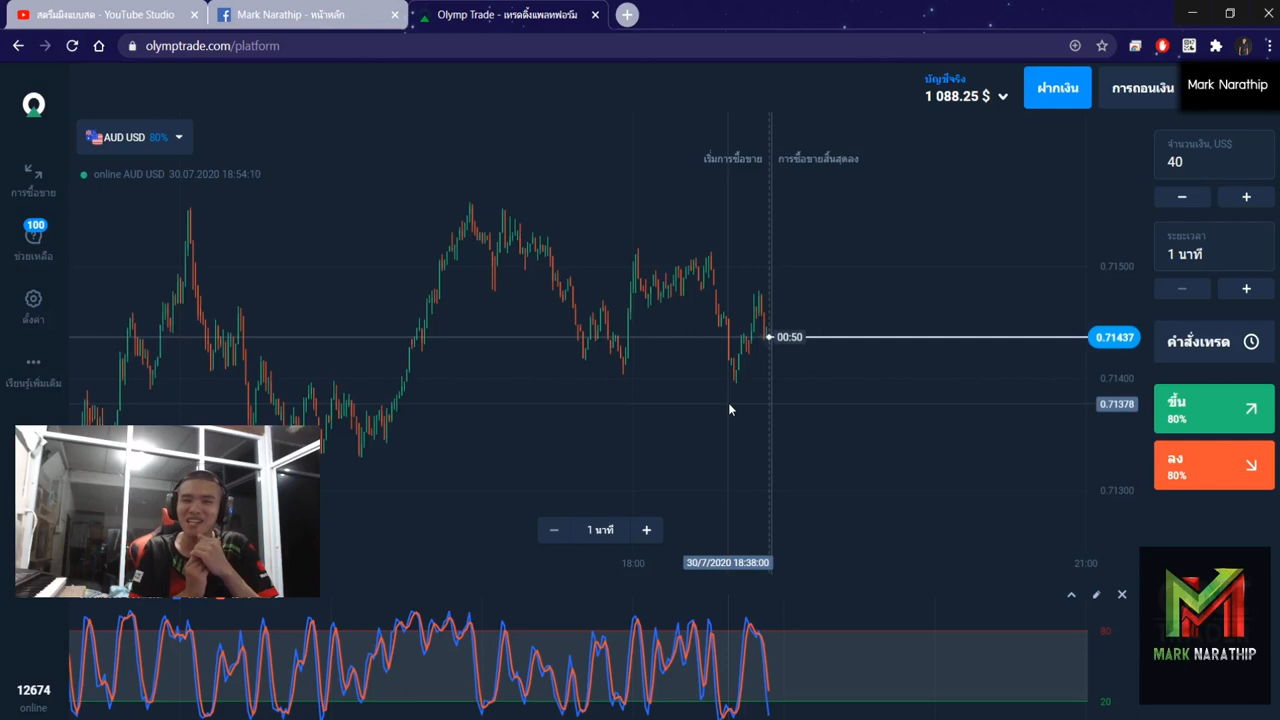 สตรีมมิงแบบสด - YouTube Studio
Mark Narathip - หน้าหลัก
Olymp Trade - เทรดดิ้งแพลทฟอร์ม
olymptrade.com/platform
บัญชีจริง
1 088.25 $
ฝากเงิน
การถอนเงิน
Mark Narathip
AUD USD 80%
online AUD USD 30.07.2020 18:54:10
เริ่มการซื้อขาย
การซื้อขายสิ้นสุดลง
การซื้อขาย
100
ช่วยเหลือ
ตั้งค่า
เรียนรู้เพิ่มเติม
จำนวนเงิน, US$
40
ระยะเวลา
1 นาที
คำสั่งเทรด
ขึ้น
80%
ลง
80%
0.71500
00:50
0.71437
0.71400
0.71378
0.71300
1 นาที
18:00
30/7/2020 18:38:00
21:00
80
20
12674
online
MARK NARATHIP